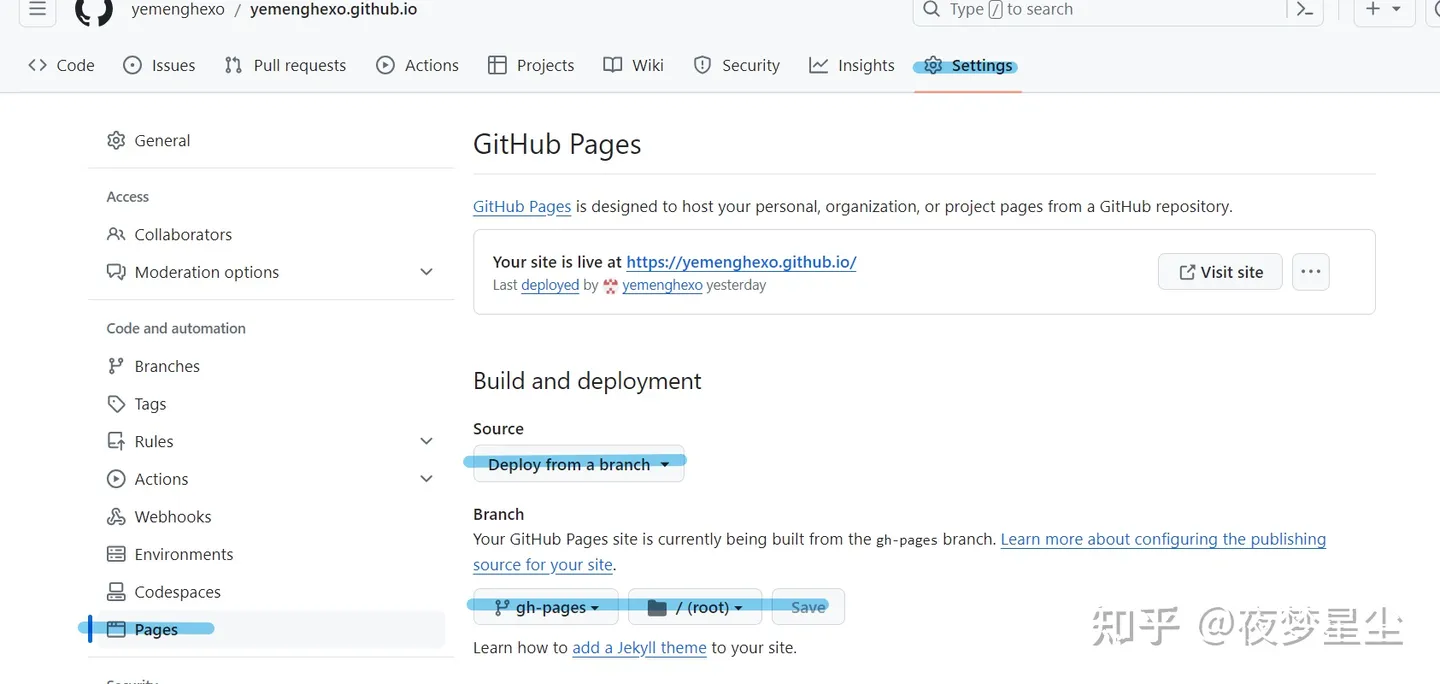 yemenghexo / yemenghexo.github.io
Type / to search
Code Issues Pull requests Actions Projects Wiki Security Insights Settings
General
Access
Collaborators
Moderation options
Code and automation
Branches
Tags
Rules
Actions
Webhooks
Environments
Codespaces
Pages
Security
GitHub Pages
GitHub Pages is designed to host your personal, organization, or project pages from a GitHub repository.
Your site is live at https://yemenghexo.github.io/
Last deployed by yemenghexo yesterday
Visit site
Build and deployment
Source
Deploy from a branch
Branch
Your GitHub Pages site is currently being built from the gh-pages branch. Learn more about configuring the publishing
source for your site.
gh-pages / (root) Save
Learn how to add a Jekyll theme to your site.
知乎 @夜梦星尘